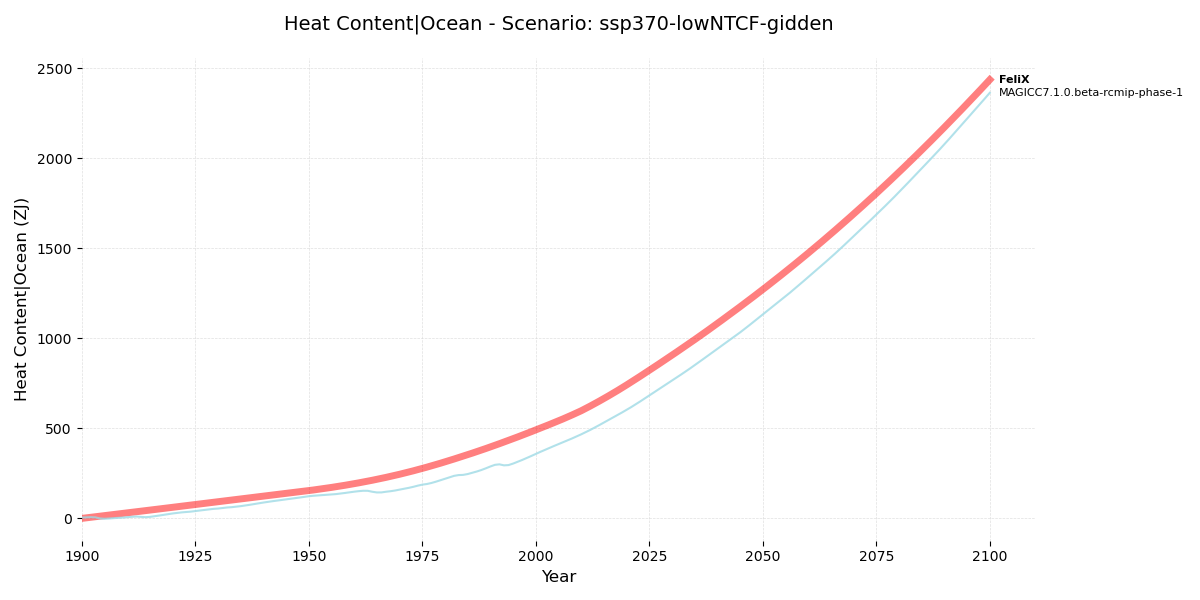 Heat Content|Ocean - Scenario: ssp370-lowNTCF-gidden
2500
2000
1500
1000
500
0
Heat Content|Ocean (ZJ)
FeliX
MAGICC7.1.0.beta-rcmip-phase-1
1900 1925 1950 1975 2000 2025 2050 2075 2100
Year